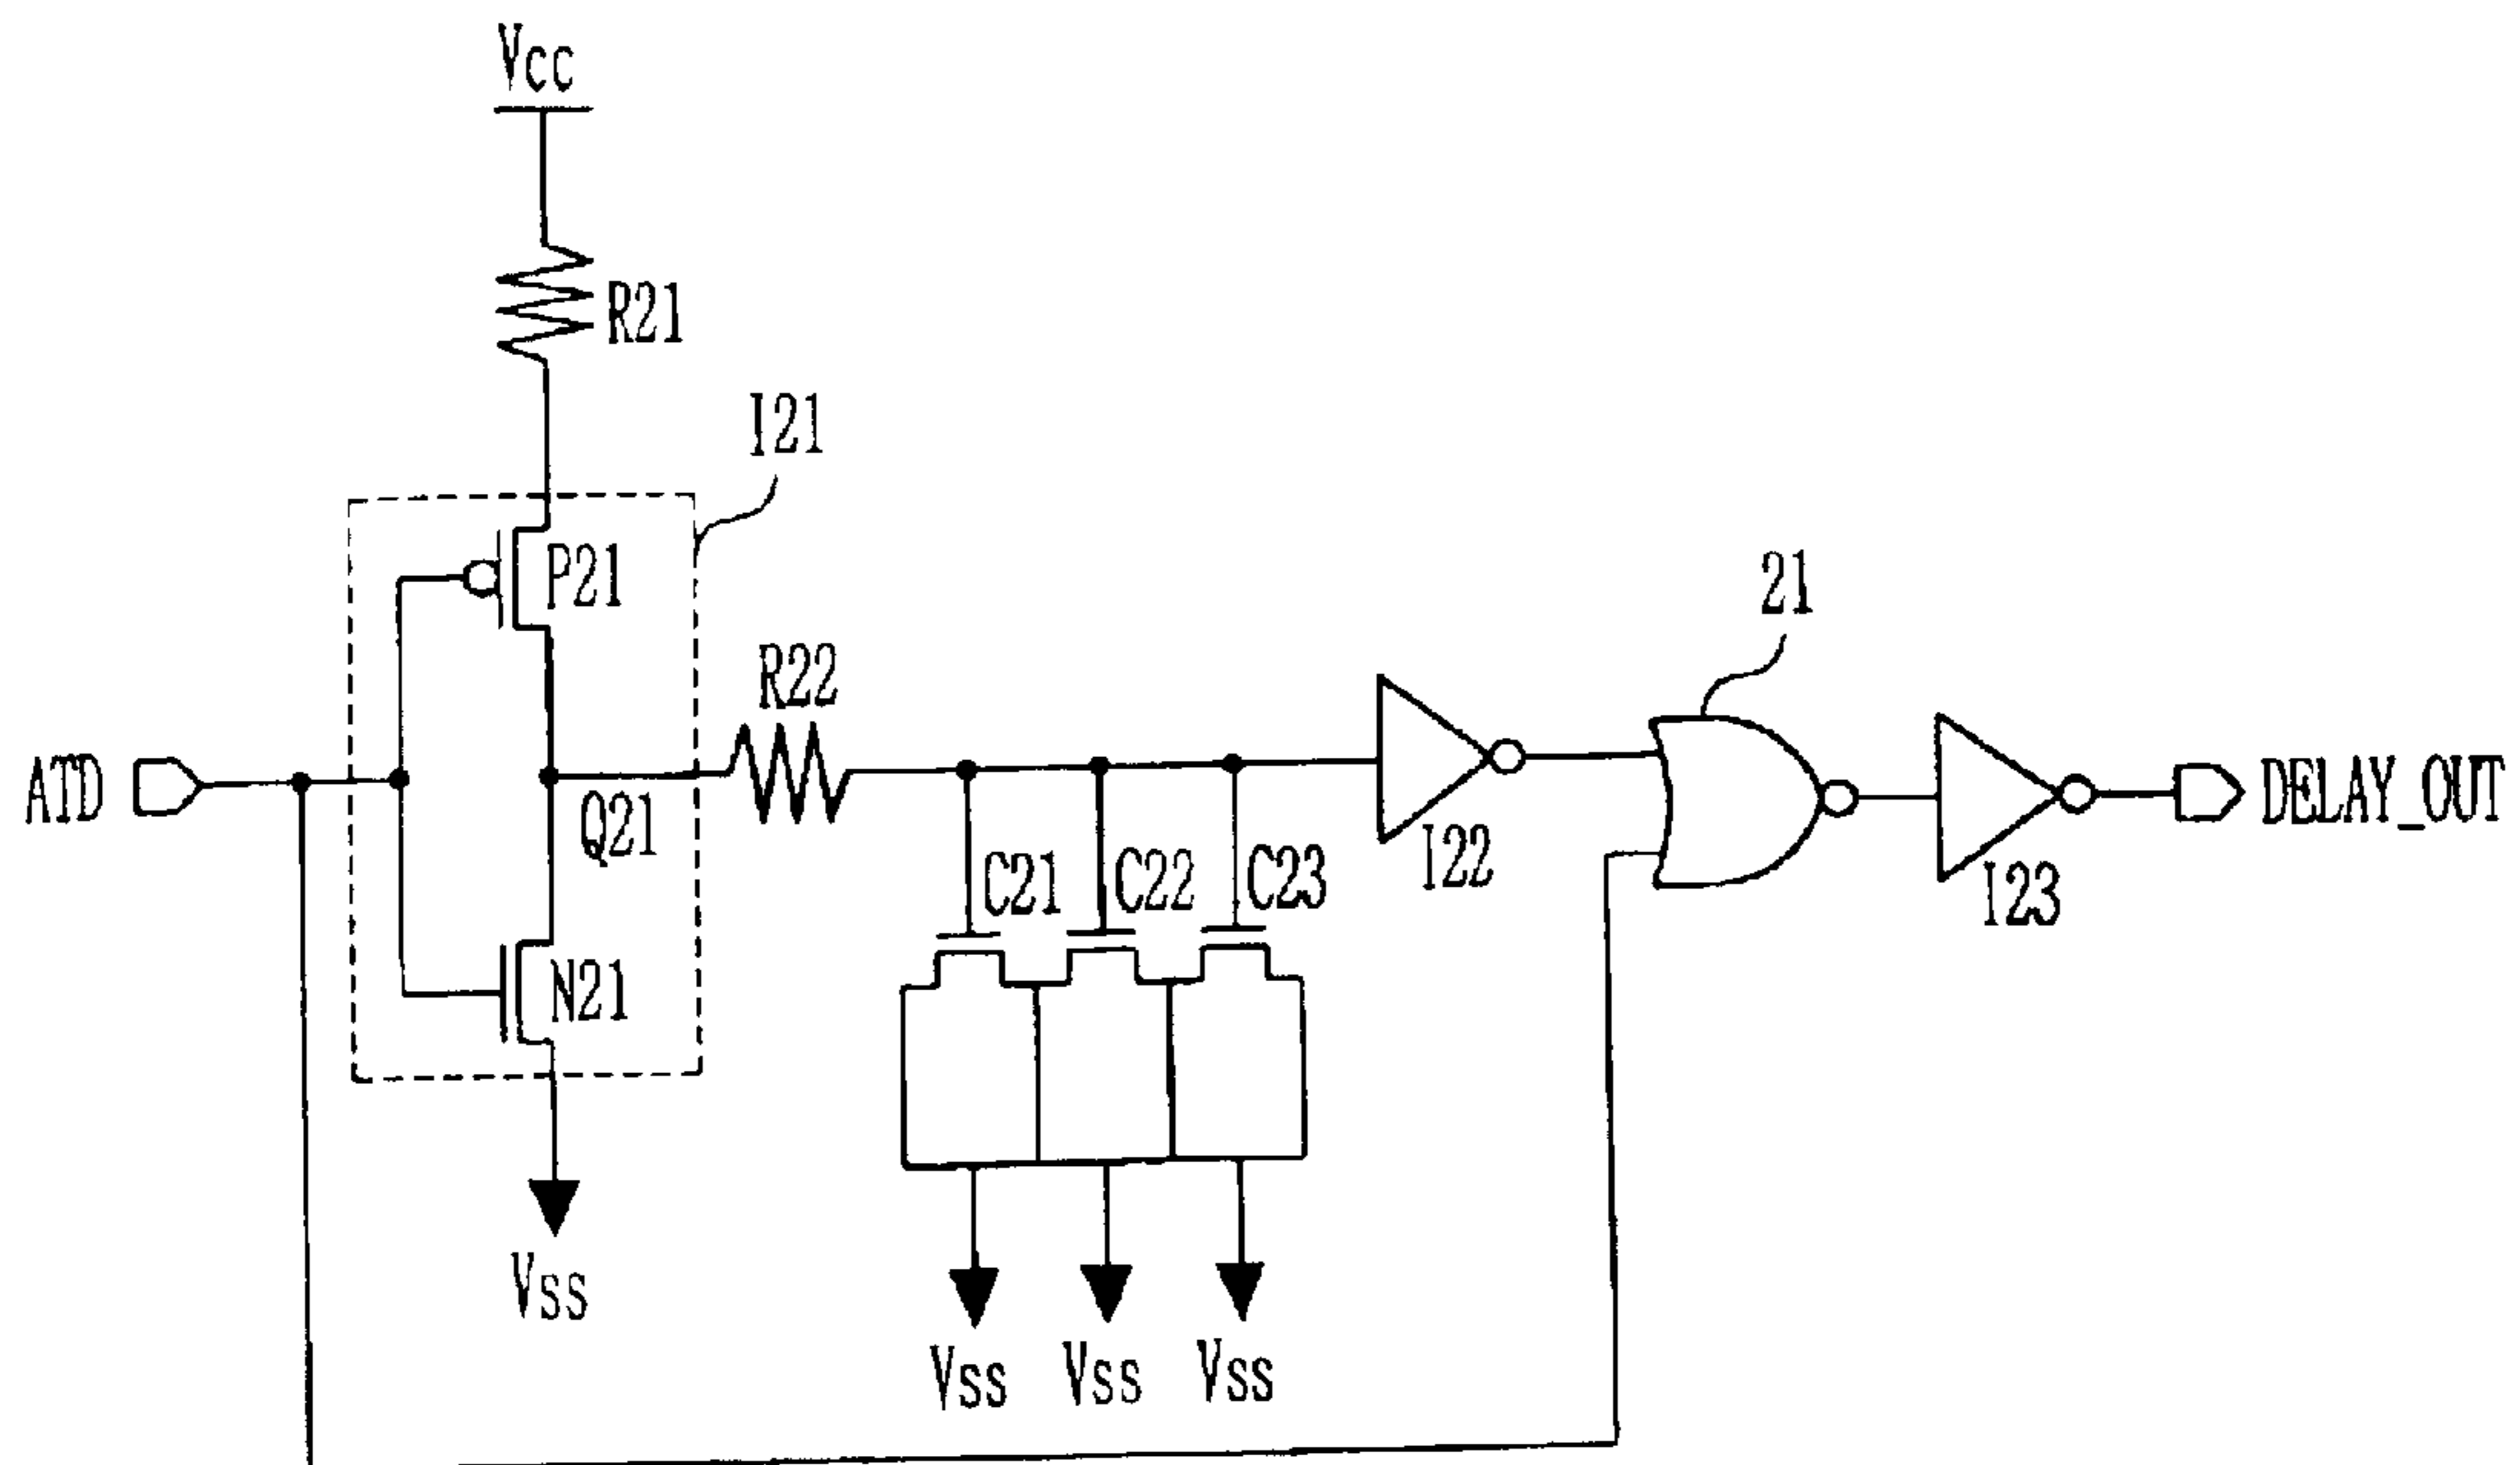 Vcc
R21
I21
P21
21
R22
ATD
Q21
DELAY_OUT
C21
C22
C23
I22
I23
N21
Vss
Vss
Vss
Vss